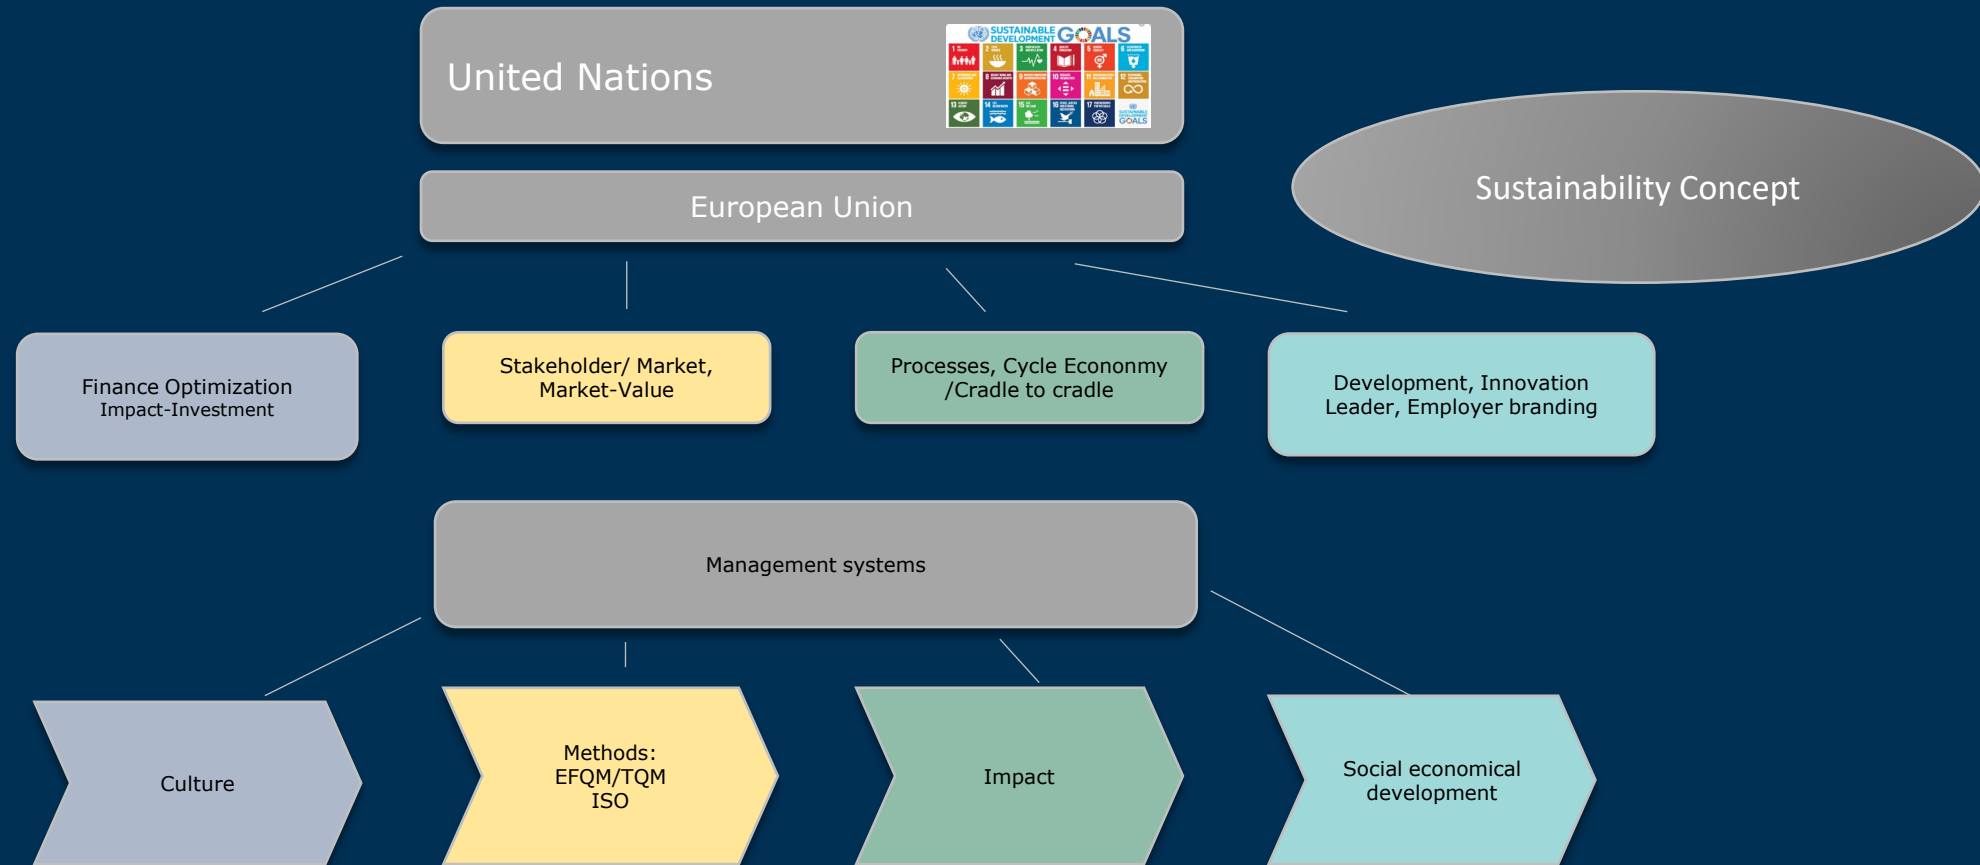 United Nations
SUSTAINABLE
DEVELOPMENT GOALS
European Union
Sustainability Concept
Finance Optimization
Impact-Investment
Stakeholder/ Market,
Market-Value
Processes, Cycle Econonmy
/Cradle to cradle
Development, Innovation
Leader, Employer branding
Management systems
Culture
Methods:
EFQM/TQM
ISO
Impact
Social economical
development